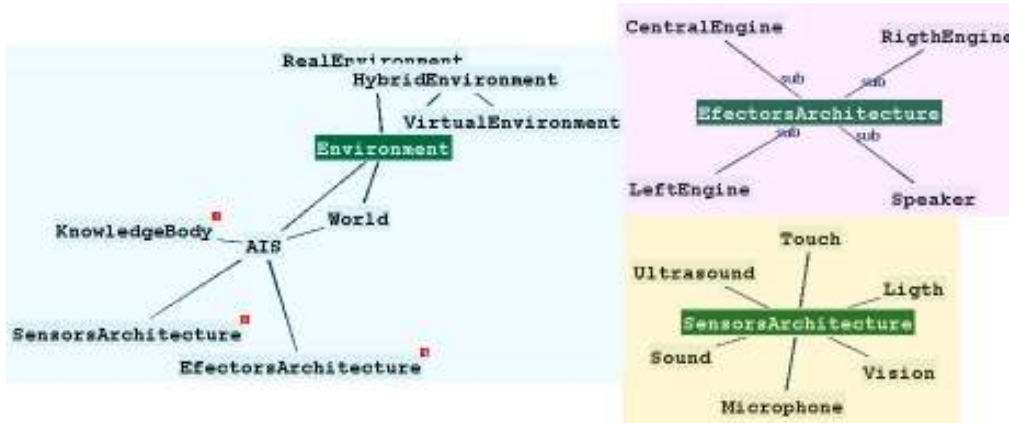 RealEnvironment
HybridEnvironment
VirtualEnvironment
Environment
World
KnowledgeBody
AIS
SensorsArchitecture
EfectorsArchitecture
CentralEngine
RigthEngine
sub
sub
EfectorsArchitecture
sub
sub
LeftEngine
Speaker
Touch
Ultrasound
Ligth
SensorsArchitecture
Sound
Vision
Microphone